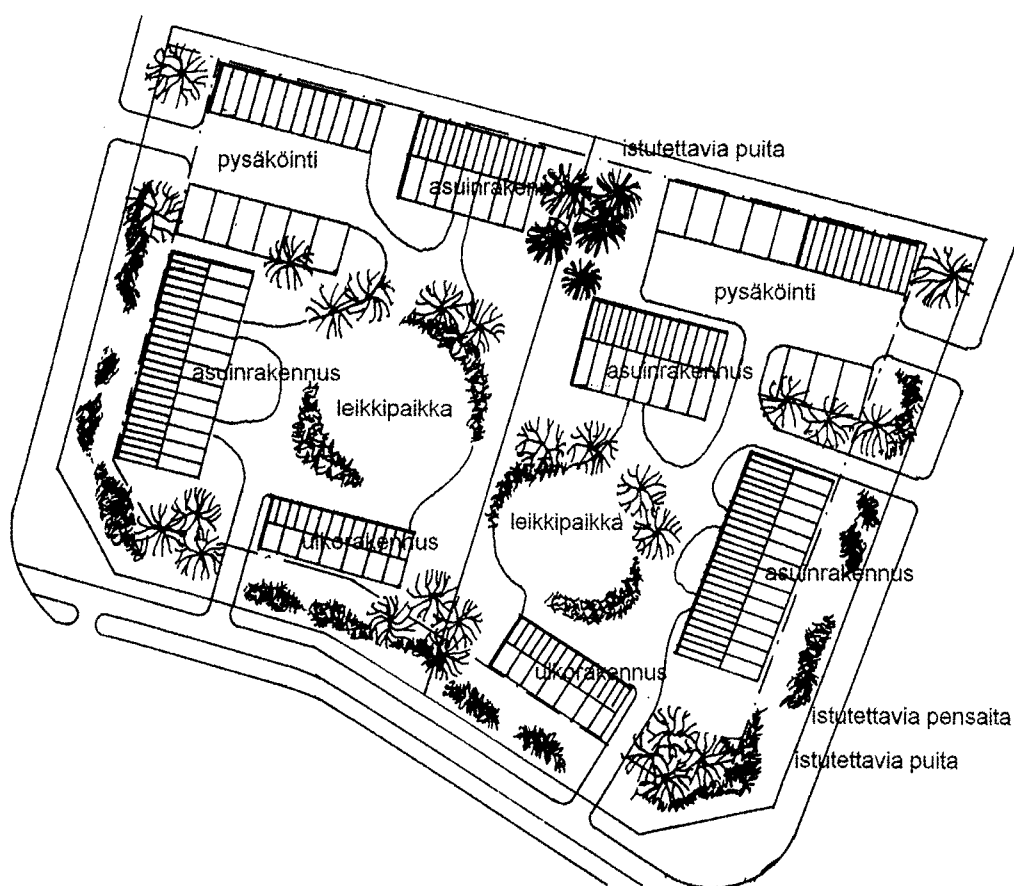 istutettavia puita
pysäköinti
asuinrakennus
pysäköinti
asuinrakennus
asuinrakennus
leikkipaikka
leikkipaikka
ulkorakennus
asuinrakennus
ulkorakennus
istutettavia pensaita
istutettavia puita